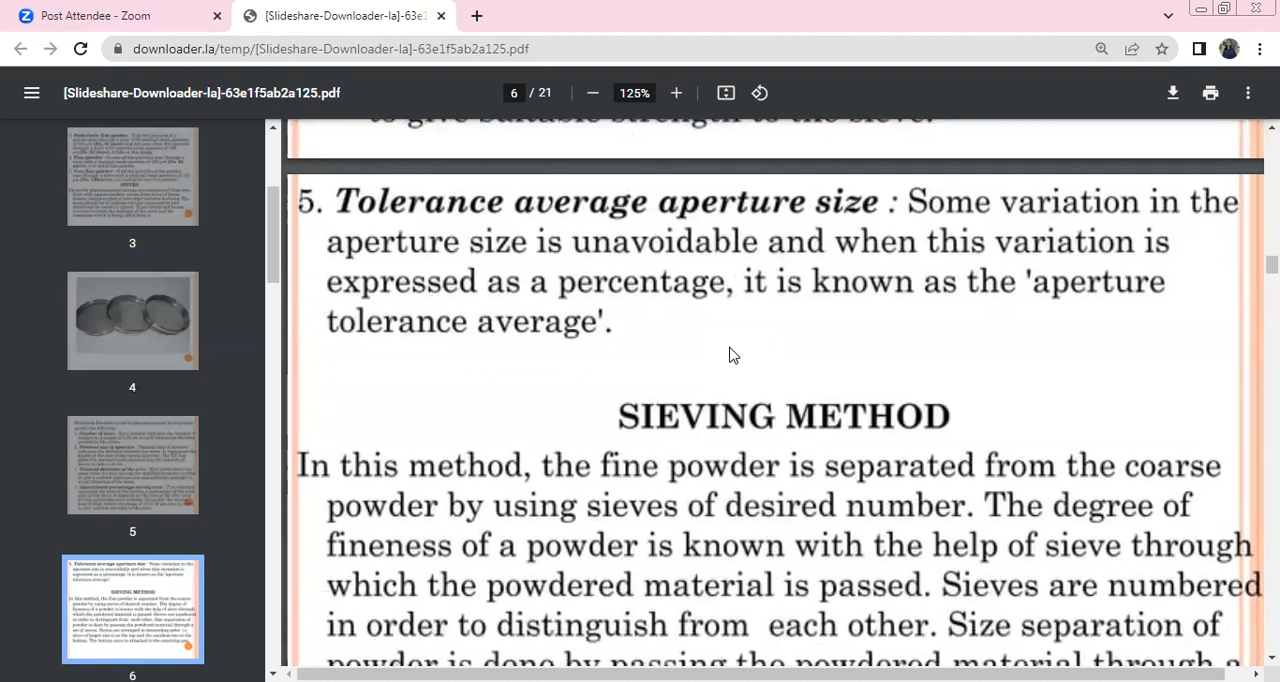 Post Attendee - Zoom
[Slideshare-Downloader-la]-63e1
downloader.la/temp/[Slideshare-Downloader-la]-63e1f5ab2a125.pdf
[Slideshare-Downloader-la]-63e1f5ab2a125.pdf
6 / 21
125%
to give suitable strength to the sieve.
5. Tolerance average aperture size : Some variation in the
aperture size is unavoidable and when this variation is
expressed as a percentage, it is known as the 'aperture
tolerance average'.
SIEVING METHOD
In this method, the fine powder is separated from the coarse
powder by using sieves of desired number. The degree of
fineness of a powder is known with the help of sieve through
which the powdered material is passed. Sieves are numbered
in order to distinguish from each other. Size separation of
powder is done by passing the powdered material through a
3
4
5
6